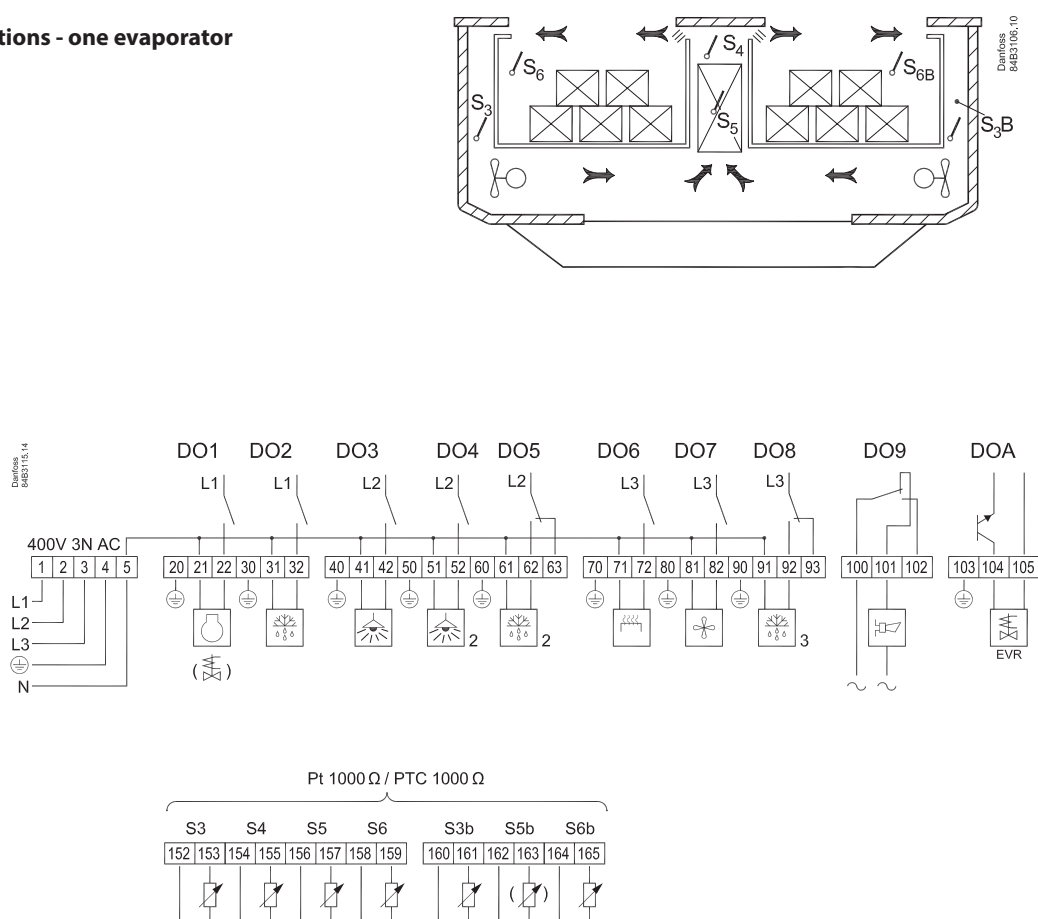 tions - one evaporator
Danfoss
84B3106.10
S6
S4
S6B
S3
S5
S3B
Danfoss
84B3115.14
DO1 DO2 DO3 DO4 DO5 DO6 DO7 DO8 DO9 DOA
L1 L1 L2 L2 L2 L3 L3 L3
400V 3N AC
1 2 3 4 5 20 21 22 30 31 32 40 41 42 50 51 52 60 61 62 63 70 71 72 80 81 82 90 91 92 93 100 101 102 103 104 105
L1
L2
L3
N
2 2 3
( )
EVR
Pt 1000 Ω / PTC 1000 Ω
S3 S4 S5 S6 S3b S5b S6b
152 153 154 155 156 157 158 159 160 161 162 163 164 165
( )